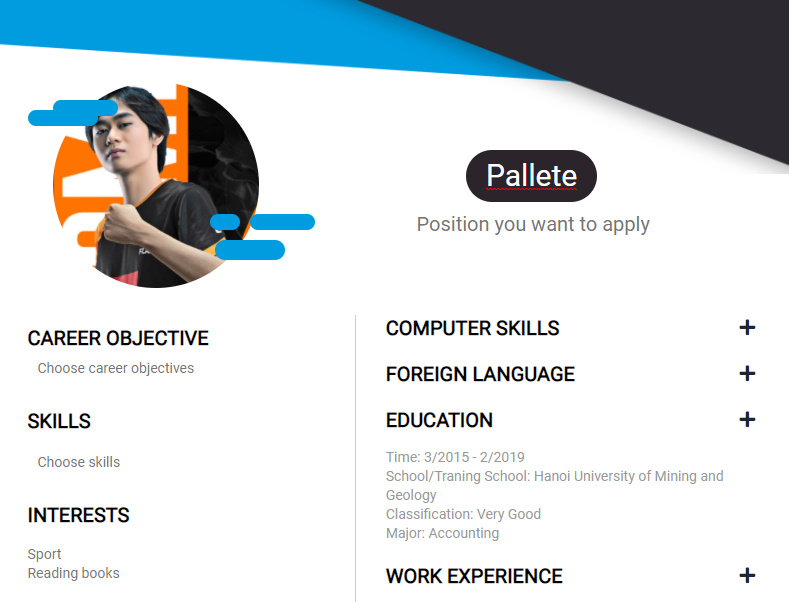 Pallete
Position you want to apply
CAREER OBJECTIVE
Choose career objectives
SKILLS
Choose skills
INTERESTS
Sport
Reading books
COMPUTER SKILLS
FOREIGN LANGUAGE
EDUCATION
Time: 3/2015 - 2/2019
School/Traning School: Hanoi University of Mining and
Geology
Classification: Very Good
Major: Accounting
WORK EXPERIENCE